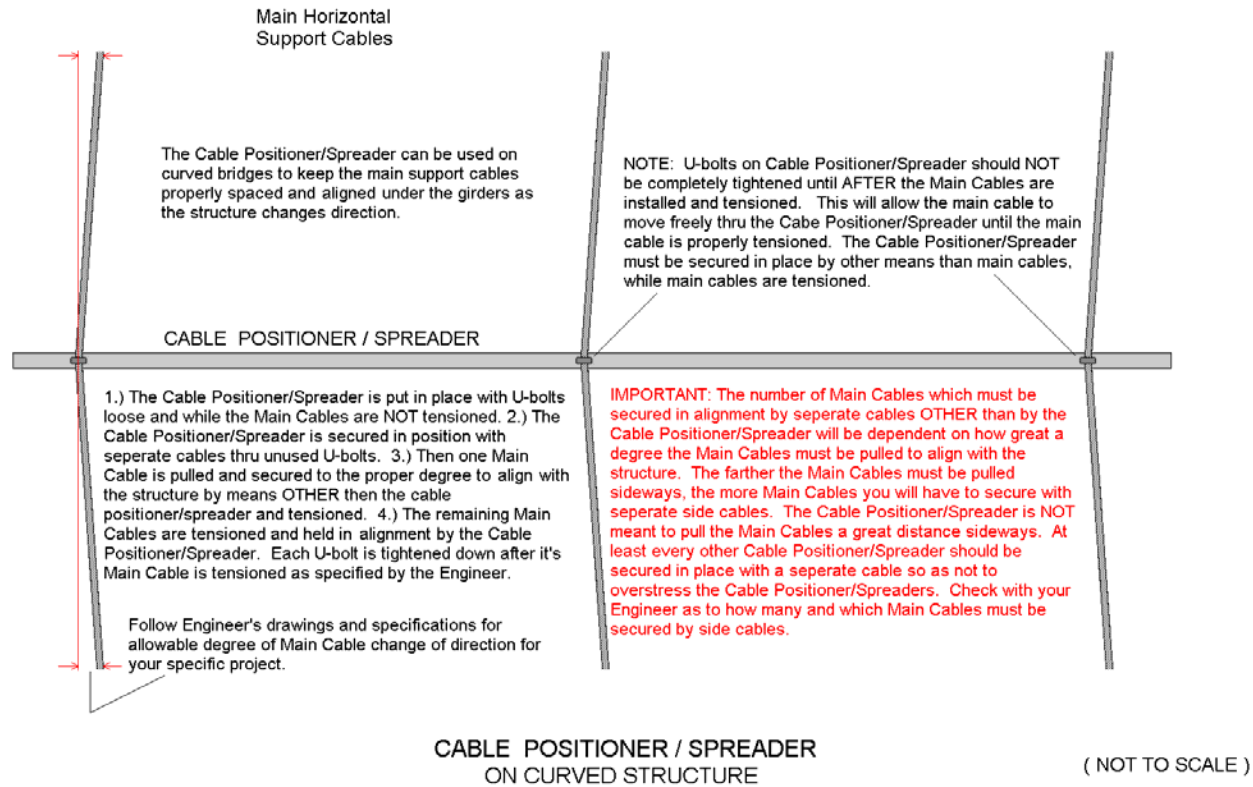 Main Horizontal
Support Cables
The Cable Positioner/Spreader can be used on
curved bridges to keep the main support cables
properly spaced and aligned under the girders as
the structure changes direction.
NOTE:  U-bolts on Cable Positioner/Spreader should NOT
be completely tightened until AFTER the Main Cables are
installed and tensioned.   This will allow the main cable to
move freely thru the Cabe Positioner/Spreader until the main
cable is properly tensioned.  The Cable Positioner/Spreader
must be secured in place by other means than main cables,
while main cables are tensioned.
CABLE  POSITIONER / SPREADER
1.) The Cable Positioner/Spreader is put in place with U-bolts
loose and while the Main Cables are NOT tensioned. 2.) The
Cable Positioner/Spreader is secured in position with
seperate cables thru unused U-bolts.  3.) Then one Main
Cable is pulled and secured to the proper degree to align with
the structure by means OTHER then the cable
positioner/spreader and tensioned.  4.) The remaining Main
Cables are tensioned and held in alignment by the Cable
Positioner/Spreader.  Each U-bolt is tightened down after it's
Main Cable is tensioned as specified by the Engineer.
IMPORTANT: The number of Main Cables which must be
secured in alignment by seperate cables OTHER than by the
Cable Positioner/Spreader will be dependent on how great a
degree the Main Cables must be pulled to align with the
structure.  The farther the Main Cables must be pulled
sideways, the more Main Cables you will have to secure with
seperate side cables.  The Cable Positioner/Spreader is NOT
meant to pull the Main Cables a great distance sideways.  At
least every other Cable Positioner/Spreader should be
secured in place with a seperate cable so as not to
overstress the Cable Positioner/Spreaders.  Check with your
Engineer as to how many and which Main Cables must be
secured by side cables.
Follow Engineer's drawings and specifications for
allowable degree of Main Cable change of direction for
your specific project.
CABLE  POSITIONER / SPREADER
ON CURVED STRUCTURE
( NOT TO SCALE )